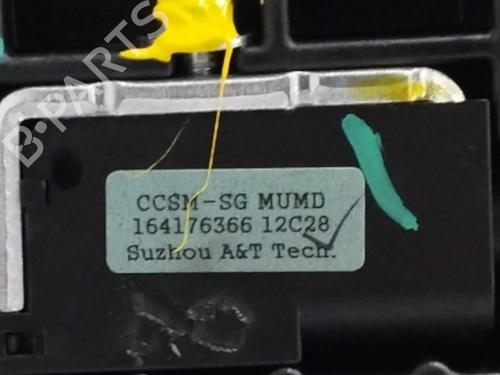 B-PARTS
CCSM-SG MUMD
164176366 12C28
Suzhou A&T Tech.